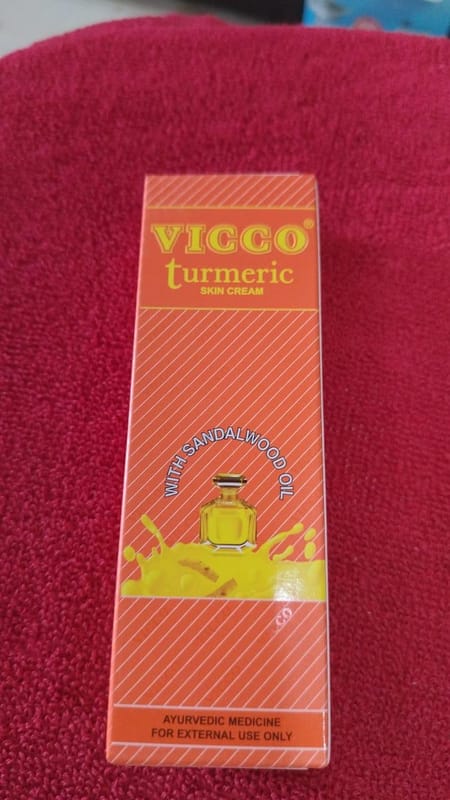 VICCO®
turmeric
SKIN CREAM
WITH SANDALWOOD OIL
AYURVEDIC MEDICINE
FOR EXTERNAL USE ONLY